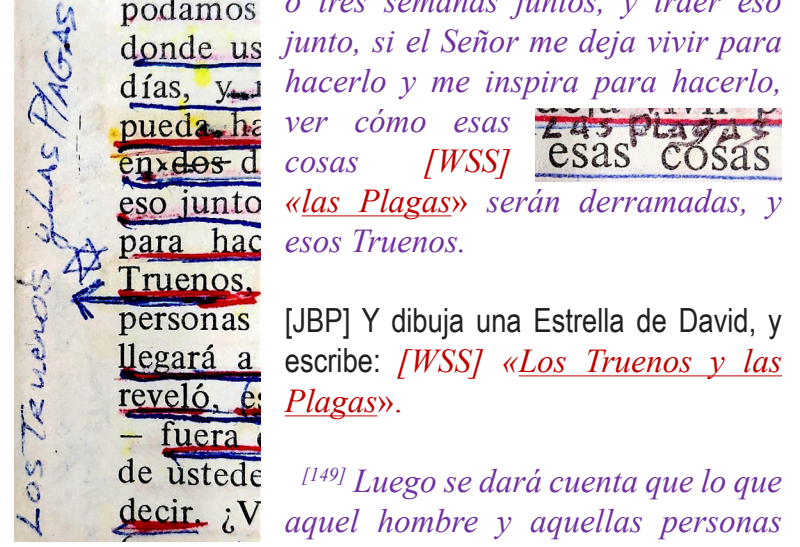 Los Truenos y Las PlAGAS
podamos
donde us
días, y
pueda ha
en dos d
eso junto
para hac
Truenos,
personas
llegará a
reveló, e
– fuera
de ustede
decir. ¿V
o tres semanas juntos, y traer eso
junto, si el Señor me deja vivir para
hacerlo y me inspira para hacerlo,
ver cómo esas
cosas [WSS]
Las plagas
esas cosas
«las Plagas» serán derramadas, y
esos Truenos.
[JBP] Y dibuja una Estrella de David, y
escribe: [WSS] «Los Truenos y las
Plagas».
[149] Luego se dará cuenta que lo que
aquel hombre y aquellas personas